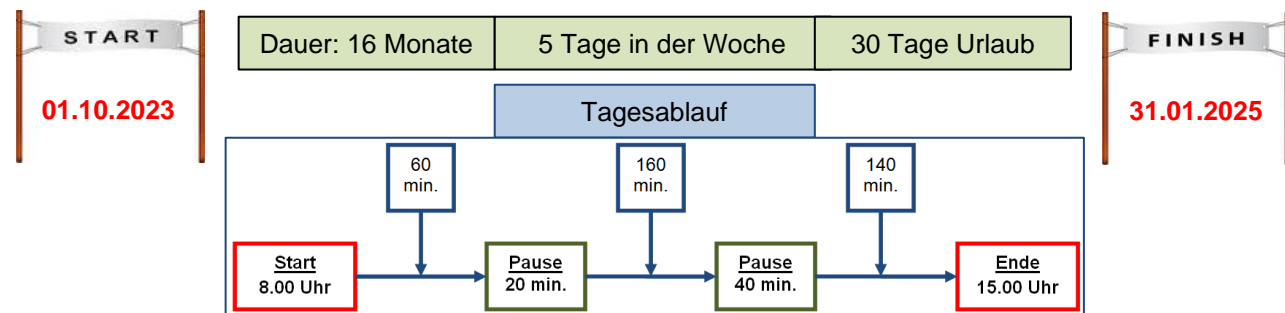 START
Dauer: 16 Monate
5 Tage in der Woche
30 Tage Urlaub
FINISH
01.10.2023
Tagesablauf
31.01.2025
60
min.
160
min.
140
min.
Start
8.00 Uhr
Pause
20 min.
Pause
40 min.
Ende
15.00 Uhr